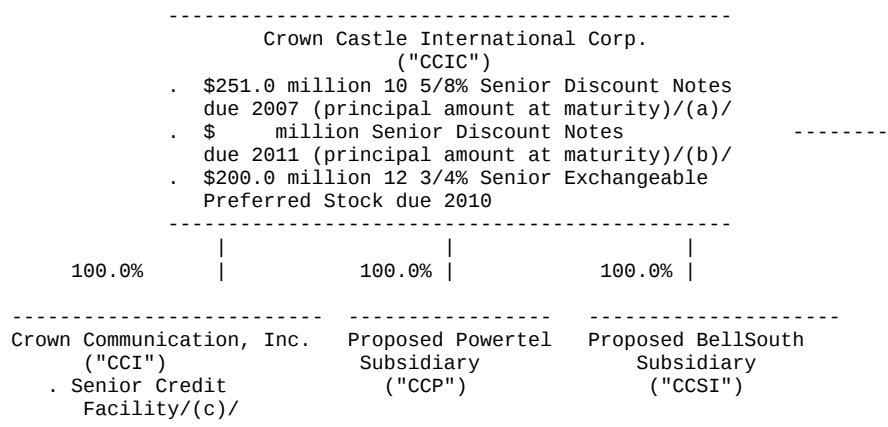 -----------------------------------------------
Crown Castle International Corp.
("CCIC")
. $251.0 million 10 5/8% Senior Discount Notes
due 2007 (principal amount at maturity)/(a)/
. $     million Senior Discount Notes              --------
due 2011 (principal amount at maturity)/(b)/
. $200.0 million 12 3/4% Senior Exchangeable
Preferred Stock due 2010
-----------------------------------------------
|                  |                   |
100.0%      |           100.0% |            100.0% |
--------------------------  -----------------  ---------------------
Crown Communication, Inc.   Proposed Powertel   Proposed BellSouth
("CCI")                 Subsidiary             Subsidiary
. Senior Credit             ("CCP")               ("CCSI")
Facility/(c)/